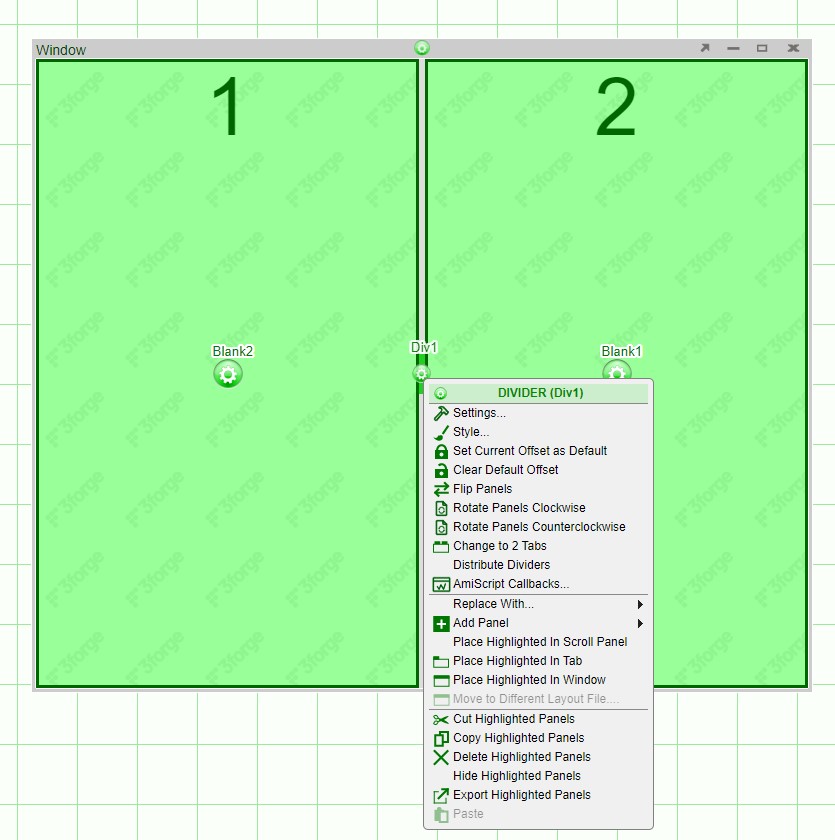 Window
1
2
3forge
Blank2
Div1
Blank1
DIVIDER (Div1)
Settings...
Style...
Set Current Offset as Default
Clear Default Offset
Flip Panels
Rotate Panels Clockwise
Rotate Panels Counterclockwise
Change to 2 Tabs
Distribute Dividers
AmiScript Callbacks...
Replace With...
Add Panel
Place Highlighted In Scroll Panel
Place Highlighted In Tab
Place Highlighted In Window
Move to Different Layout File....
Cut Highlighted Panels
Copy Highlighted Panels
Delete Highlighted Panels
Hide Highlighted Panels
Export Highlighted Panels
Paste